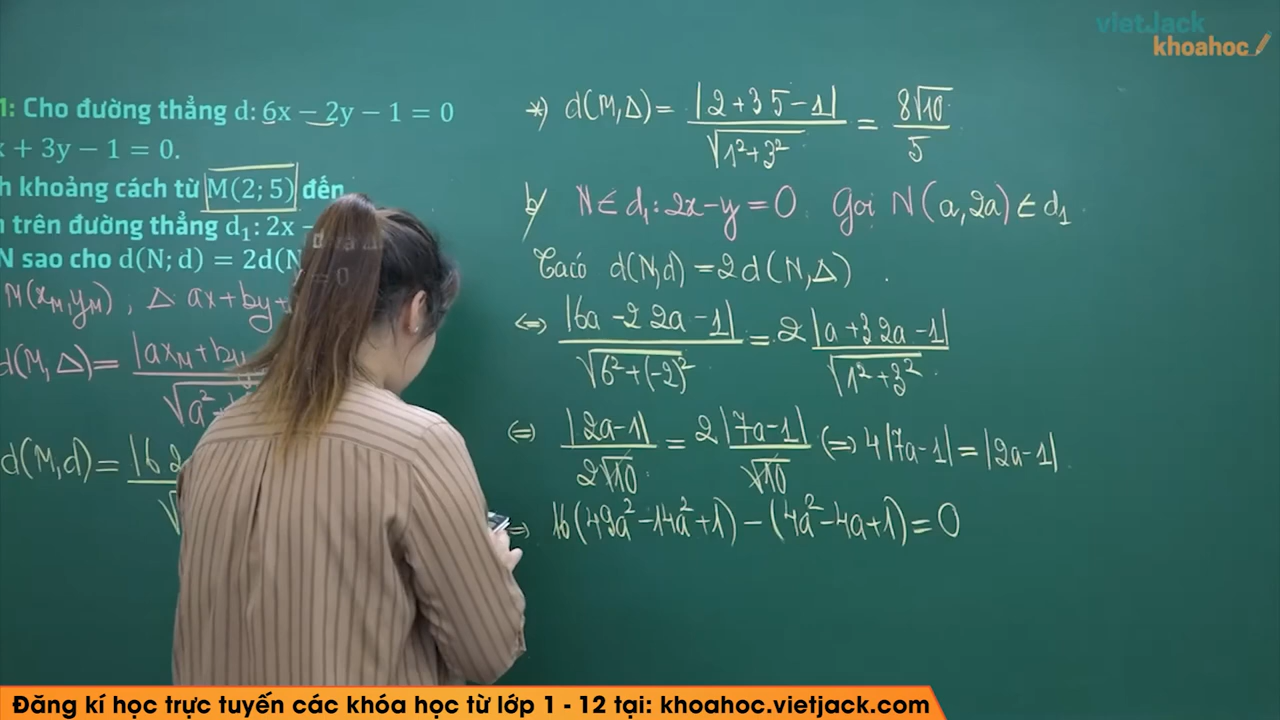 vietJack
khoahoc
1: Cho đường thẳng d: 6x − 2y − 1 = 0
x + 3y − 1 = 0.
h khoảng cách từ M(2; 5) đến
d và Δ.
n trên đường thẳng d₁: 2x −
= 0
N sao cho d(N; d) = 2d(N
M(x_M, y_M) , Δ: ax+by+
d(M,Δ) = |ax_M + by
√a² + b
d(M,d) = |6 2
√
*) d(M,Δ) = |2 + 3 5 − 1| / √1² + 3² = 8√10 / 5
b/ N ∈ d₁: 2x − y = 0 Gọi N(a, 2a) ∈ d₁
Ta có d(N,d) = 2d(N,Δ)
⇔ |6a − 2 2a − 1| / √6² + (−2)² = 2 |a + 3 2a − 1| / √1² + 3²
⇔ |2a − 1| / 2√10 = 2 |7a − 1| / √10 ⇔ 4|7a − 1| = |2a − 1|
⇔ 16(49a² − 14a² + 1) − (4a² − 4a + 1) = 0
Đăng kí học trực tuyến các khóa học từ lớp 1 - 12 tại: khoahoc.vietjack.com